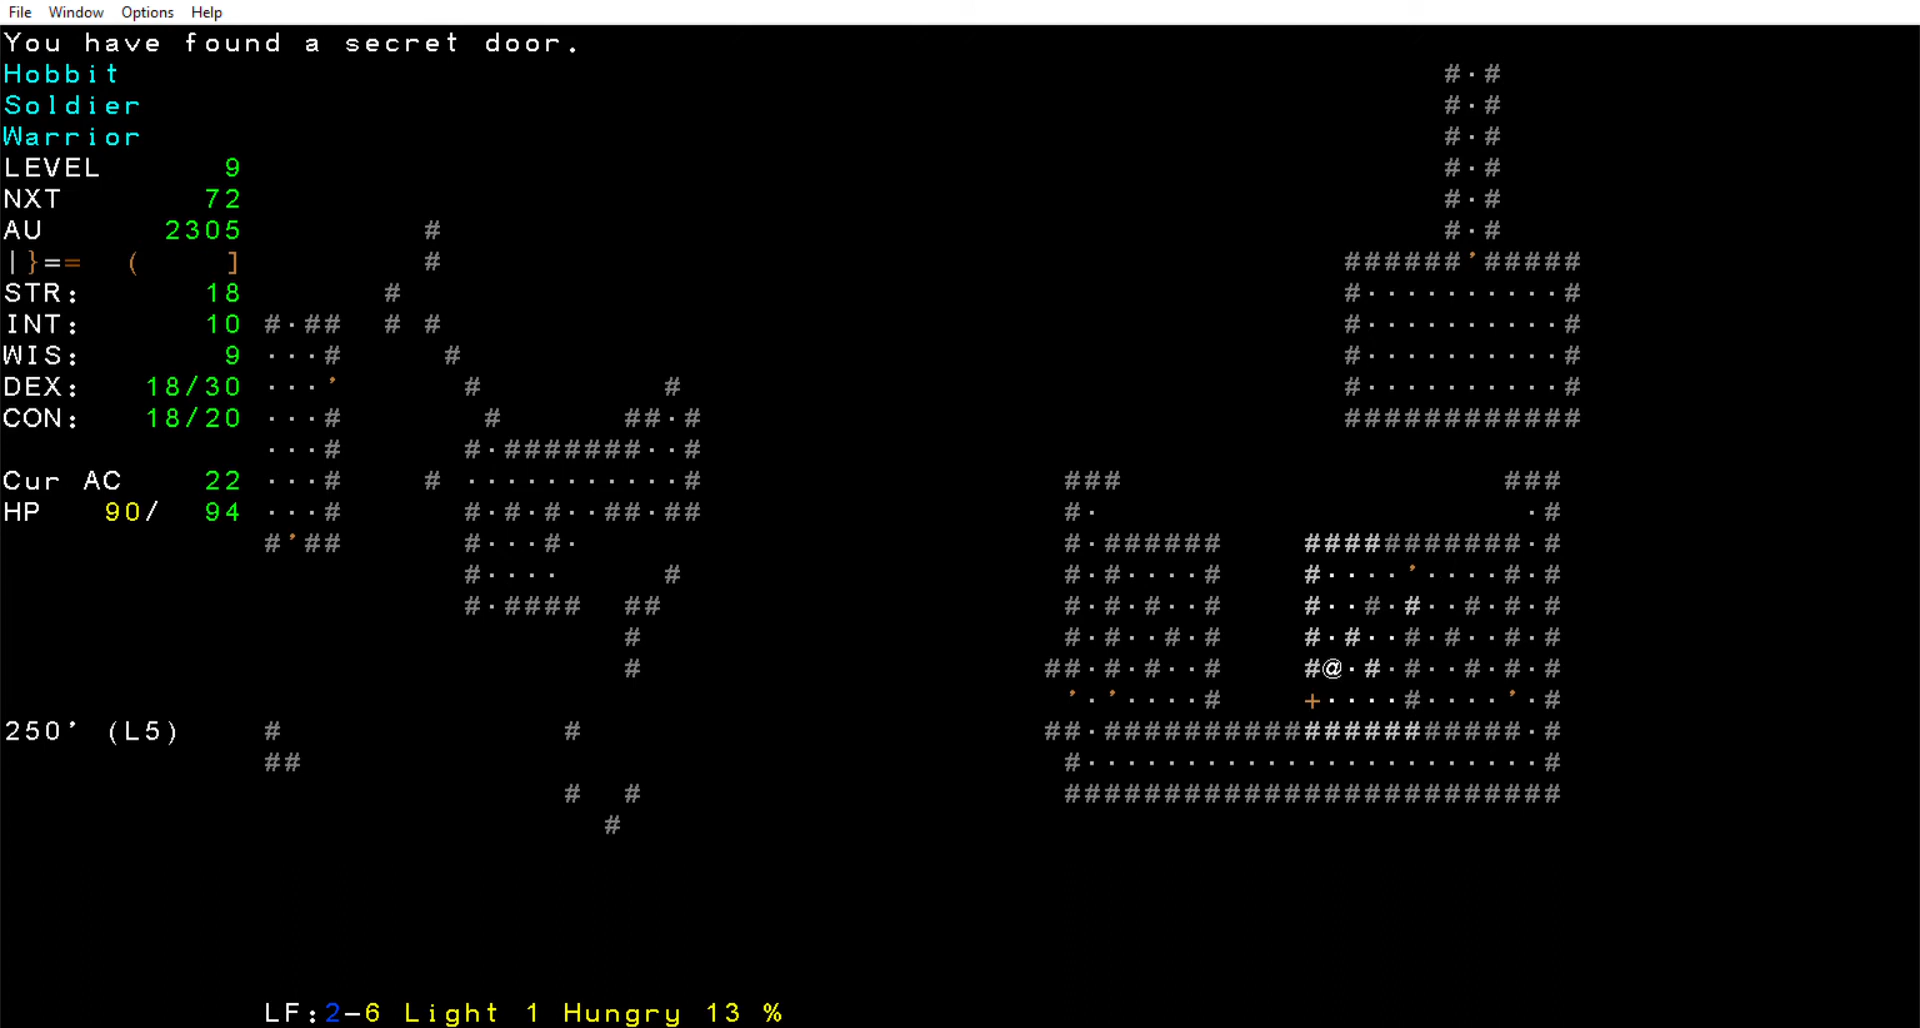 File Window Options Help
You have found a secret door.
Hobbit
Soldier
Warrior
LEVEL 9
NXT 72
AU 2305
|}== ( ]
STR: 18
INT: 10
WIS: 9
DEX: 18/30
CON: 18/20
Cur AC 22
HP 90/ 94
250' (L5)
LF:2-6 Light 1 Hungry 13 %